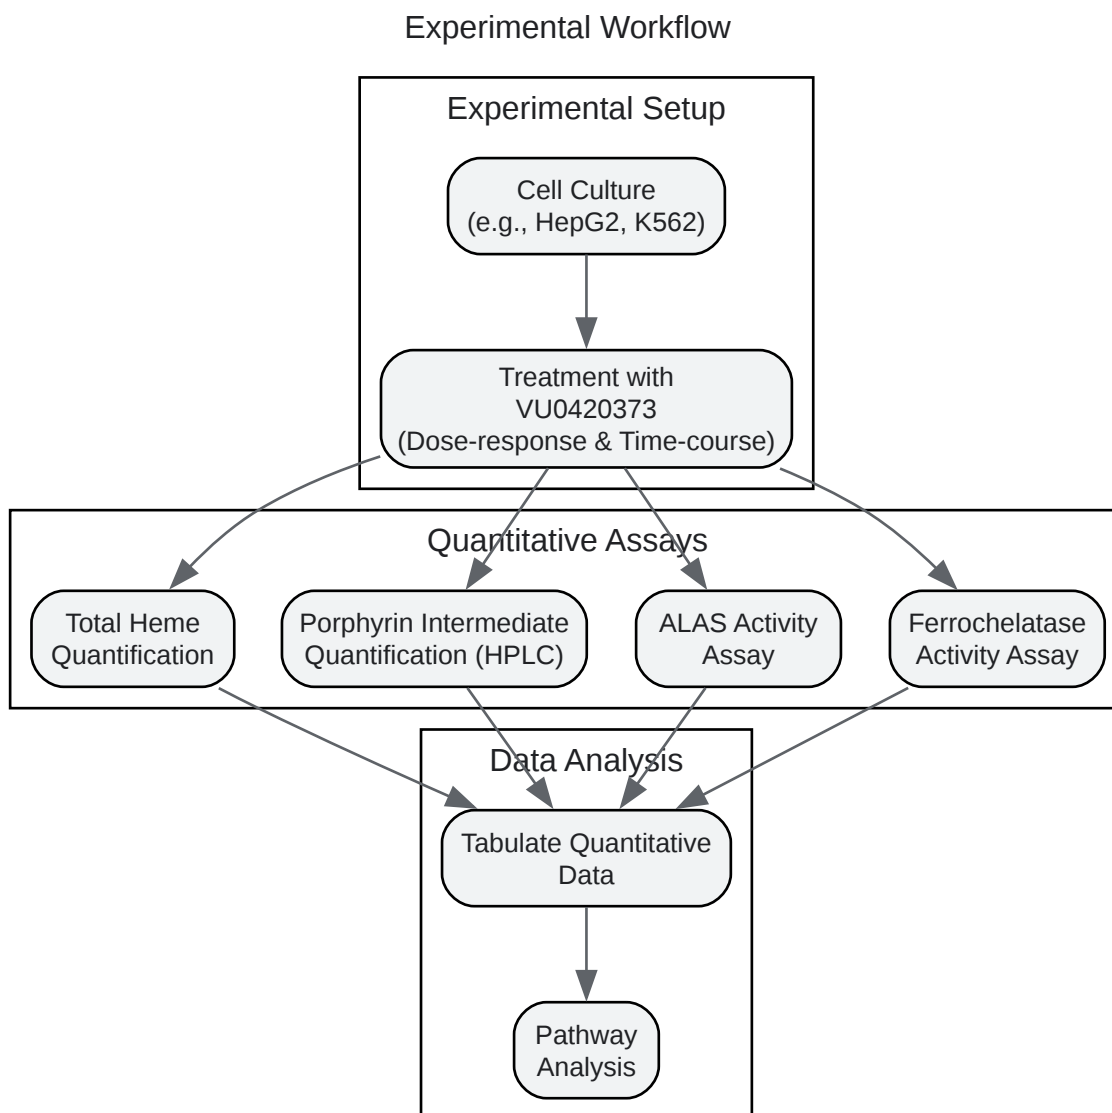 Experimental Workflow
Experimental Setup
Cell Culture
(e.g., HepG2, K562)
Treatment with
VU0420373
(Dose-response & Time-course)
Quantitative Assays
Total Heme
Quantification
Porphyrin Intermediate
Quantification (HPLC)
ALAS Activity
Assay
Ferrochelatase
Activity Assay
Data Analysis
Tabulate Quantitative
Data
Pathway
Analysis